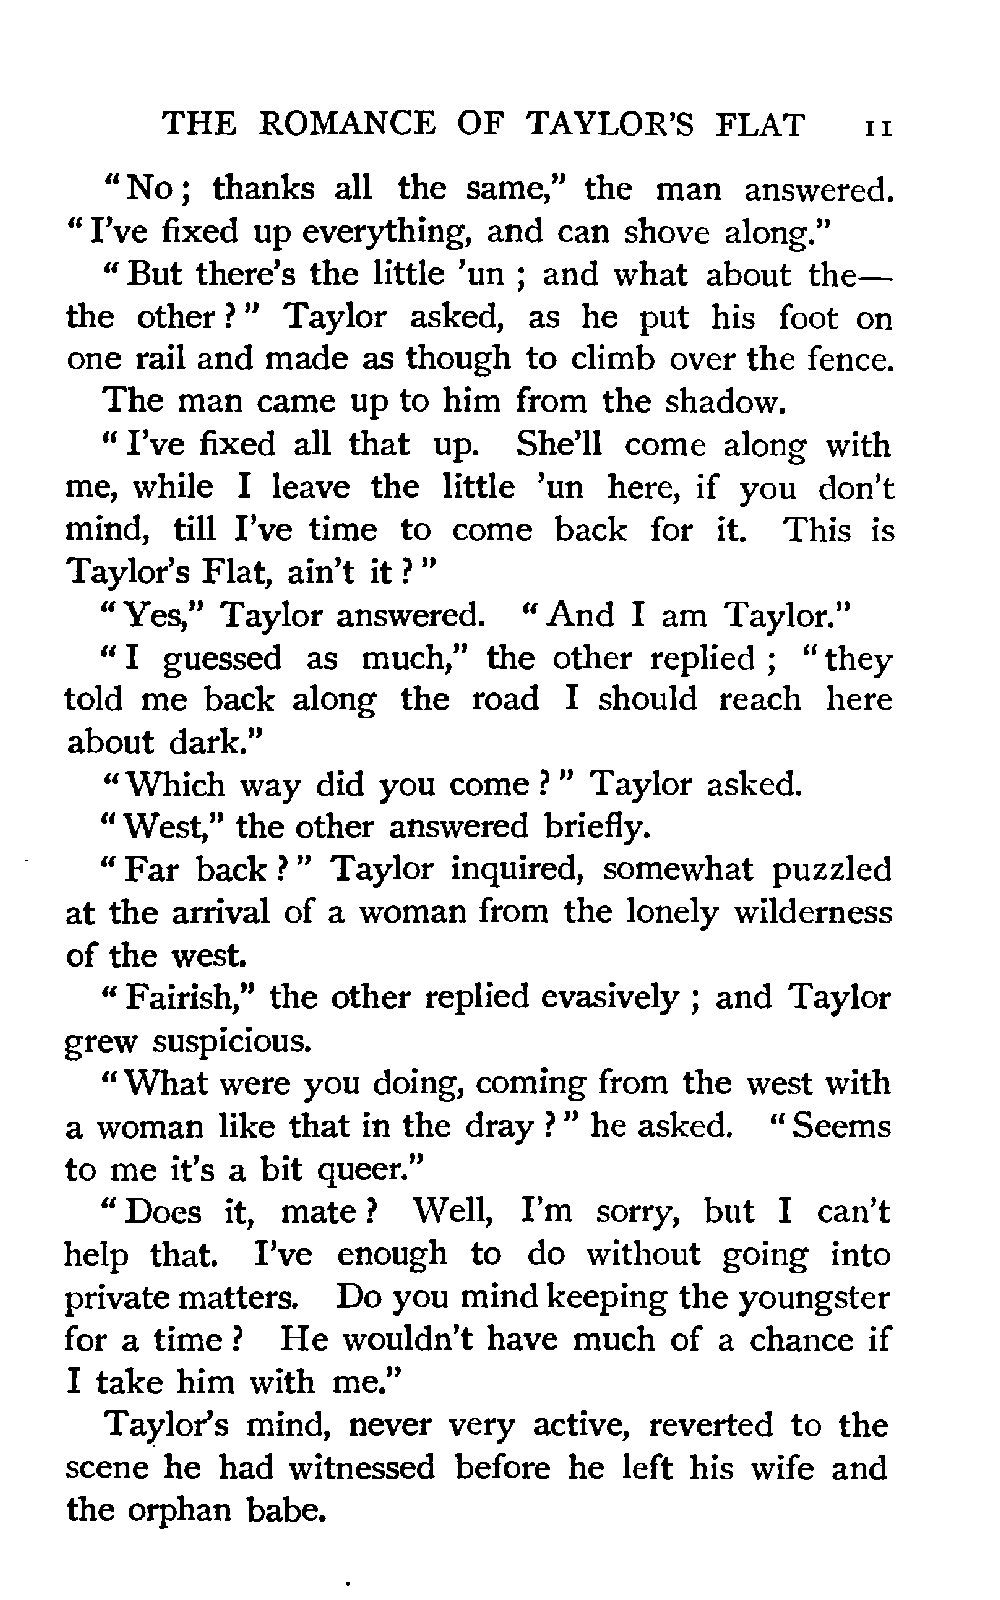 THE ROMANCE OF TAYLOR'S FLAT 11
"No; thanks all the same," the man answered.
"I've fixed up everything, and can shove along."
"But there's the little 'un; and what about the—
the other?" Taylor asked, as he put his foot on
one rail and made as though to climb over the fence.
The man came up to him from the shadow.
"I've fixed all that up. She'll come along with
me, while I leave the little 'un here, if you don't
mind, till I've time to come back for it. This is
Taylor's Flat, ain't it?"
"Yes," Taylor answered. "And I am Taylor."
"I guessed as much," the other replied; "they
told me back along the road I should reach here
about dark."
"Which way did you come?" Taylor asked.
"West," the other answered briefly.
"Far back?" Taylor inquired, somewhat puzzled
at the arrival of a woman from the lonely wilderness
of the west.
"Fairish," the other replied evasively; and Taylor
grew suspicious.
"What were you doing, coming from the west with
a woman like that in the dray?" he asked. "Seems
to me it's a bit queer."
"Does it, mate? Well, I'm sorry, but I can't
help that. I've enough to do without going into
private matters. Do you mind keeping the youngster
for a time? He wouldn't have much of a chance if
I take him with me."
Taylor's mind, never very active, reverted to the
scene he had witnessed before he left his wife and
the orphan babe.